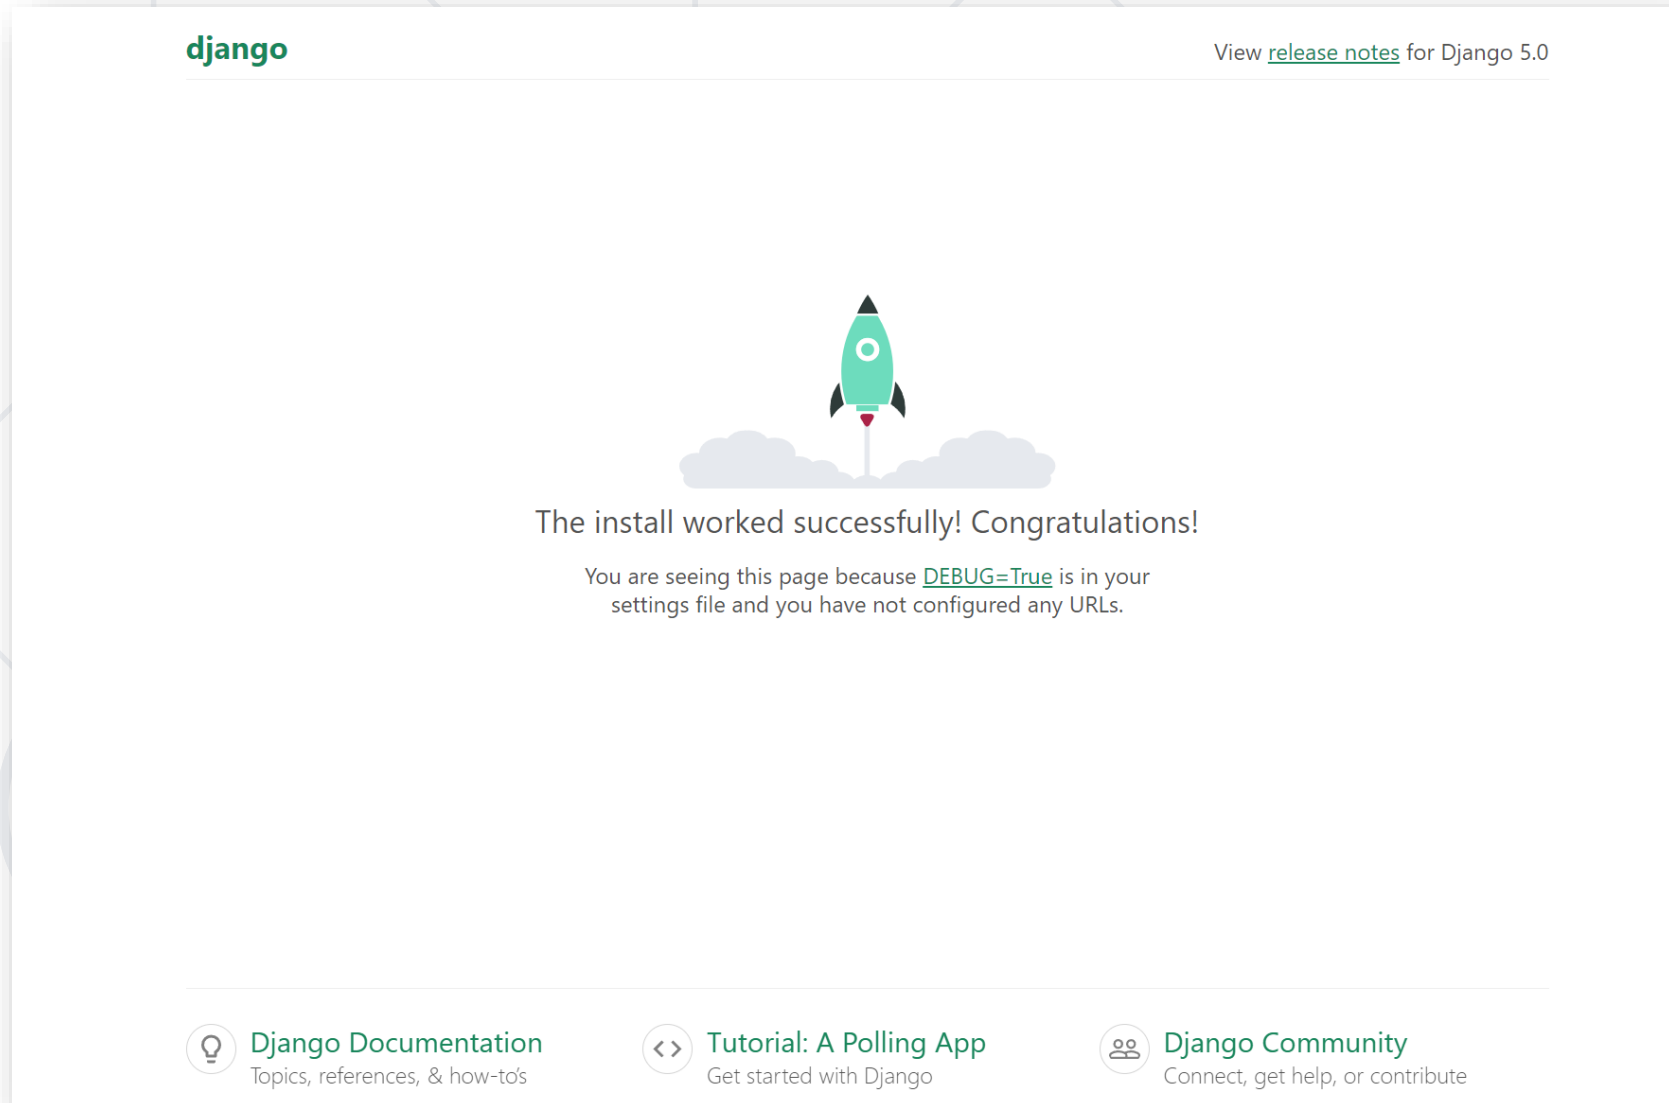 django
View release notes for Django 5.0
The install worked successfully! Congratulations!
You are seeing this page because DEBUG=True is in your
settings file and you have not configured any URLs.
Django Documentation
Topics, references, & how-to’s
Tutorial: A Polling App
Get started with Django
Django Community
Connect, get help, or contribute